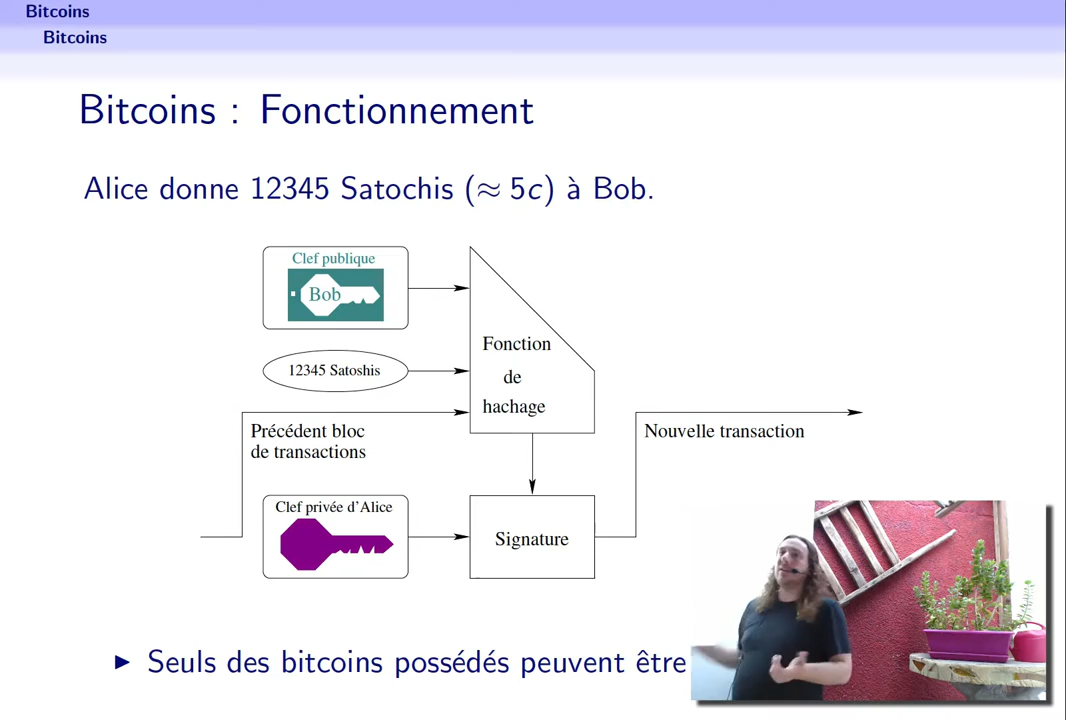 Bitcoins
Bitcoins
Bitcoins : Fonctionnement
Alice donne 12345 Satochis (≈ 5c) à Bob.
Clef publique
Bob
12345 Satoshis
Fonction
de
hachage
Précédent bloc
de transactions
Nouvelle transaction
Clef privée d'Alice
Signature
▶ Seuls des bitcoins possédés peuvent être